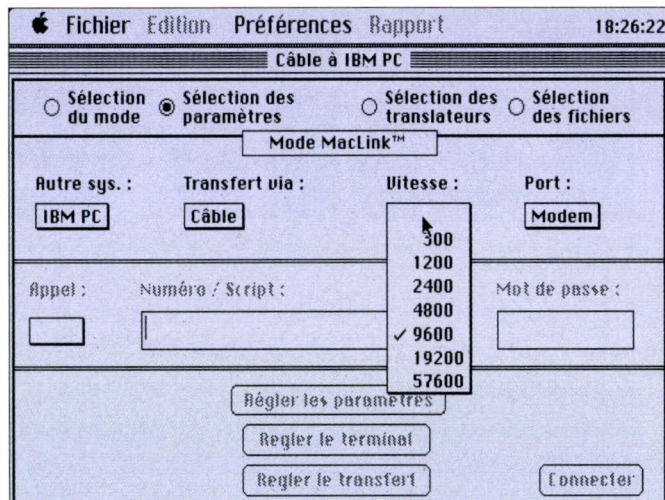 Fichier Edition Préférences Rapport 18:26:22
Câble à IBM PC
Sélection du mode
Sélection des paramètres
Sélection des translateurs
Sélection des fichiers
Mode MacLink™
Autre sys. : Transfert via : Vitesse : Port :
IBM PC Câble Modem
300
1200
2400
4800
9600
19200
57600
Appel : Numéro / Script : Mot de passe :
Régler les paramètres
Regler le terminal
Regler le transfert
Connecter